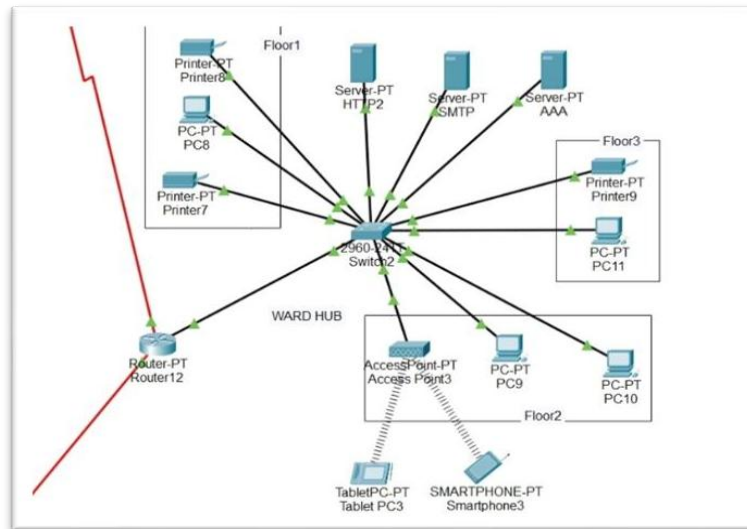 Floor1
Printer-PT
Printer8
PC-PT
PC8
Printer-PT
Printer7
Server-PT
HTTP2
Server-PT
SMTP
Server-PT
AAA
Floor3
Printer-PT
Printer9
PC-PT
PC11
2960-24TT
Switch2
WARD HUB
Router-PT
Router12
AccessPoint-PT
Access Point3
PC-PT
PC9
PC-PT
PC10
Floor2
TabletPC-PT
Tablet PC3
SMARTPHONE-PT
Smartphone3